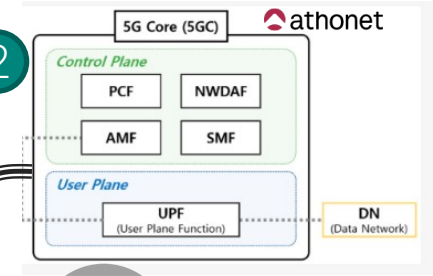 5G Core (5GC)
athonet
2
Control Plane
PCF
NWDAF
AMF
SMF
User Plane
UPF
(User Plane Function)
DN
(Data Network)